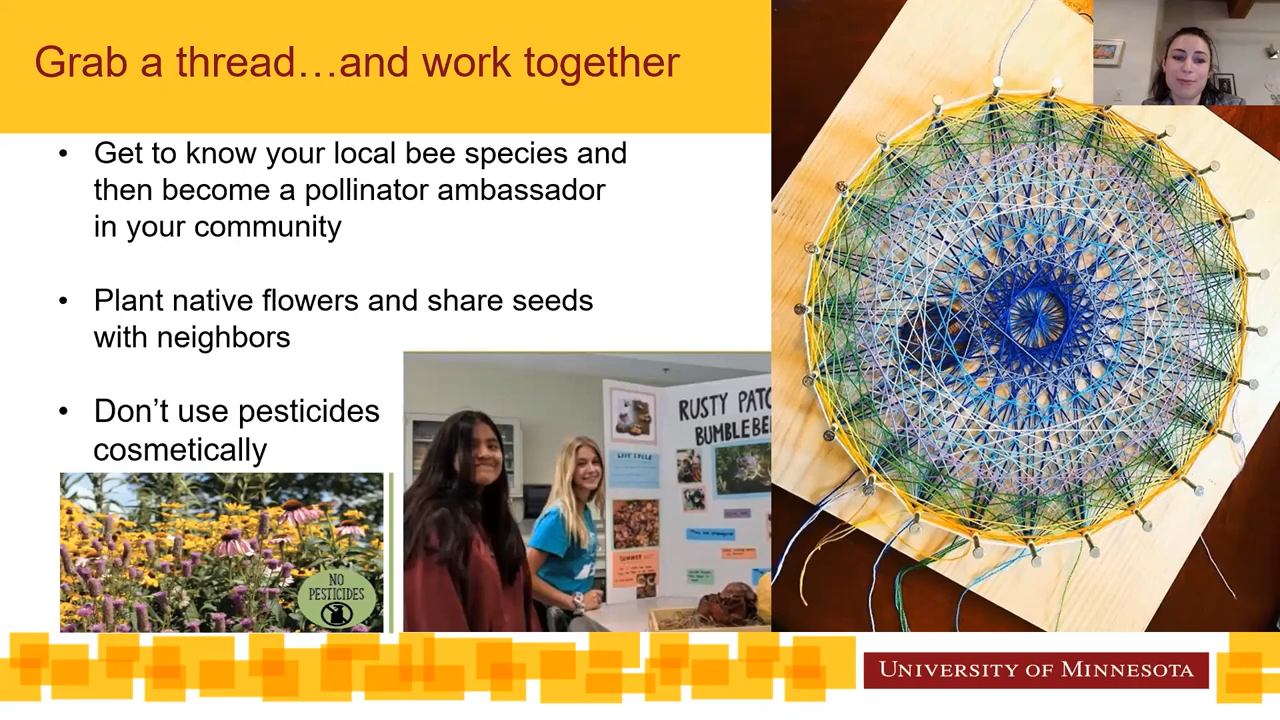 Grab a thread…and work together
• Get to know your local bee species and
then become a pollinator ambassador
in your community
• Plant native flowers and share seeds
with neighbors
• Don’t use pesticides
cosmetically
NO
PESTICIDES
RUSTY PATC
BUMBLEBE
LIFE CYCLE
UNIVERSITY OF MINNESOTA